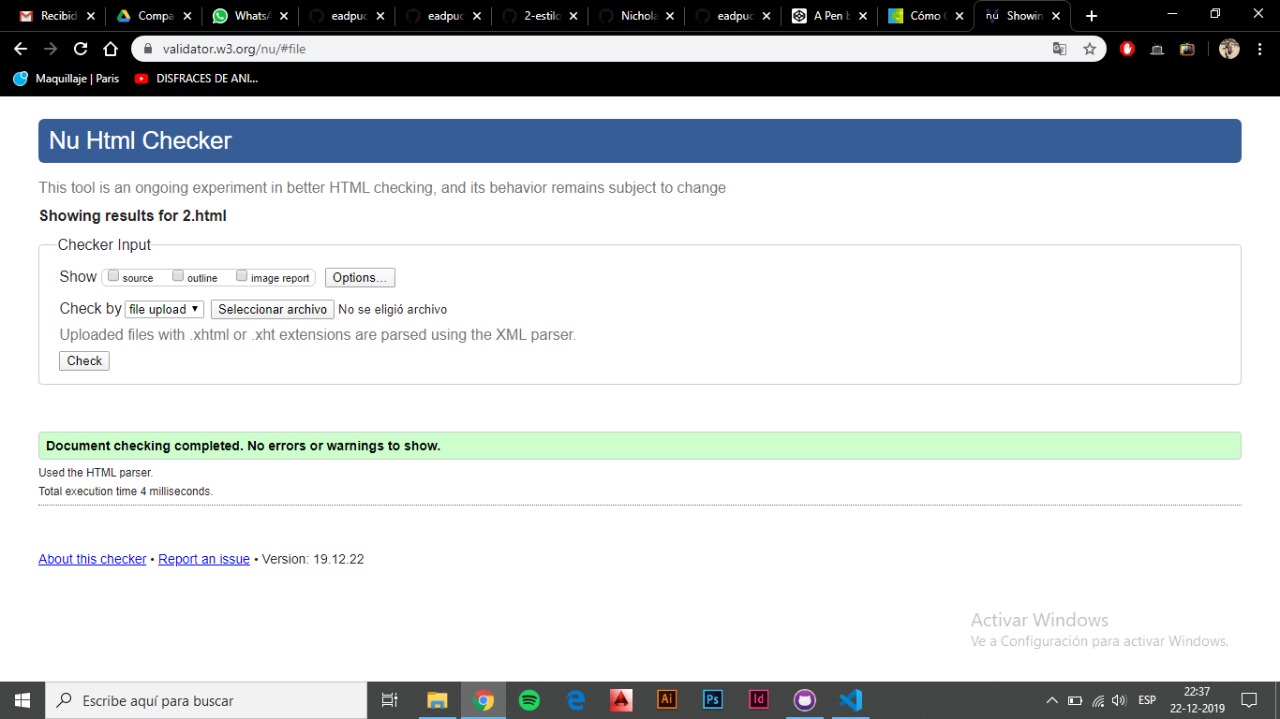 Recibid Compa WhatsA eadpuc eadpuc 2-estilo Nichola eadpuc A Pen b Cómo C Showin
validator.w3.org/nu/#file
Maquillaje | Paris DISFRACES DE ANI...
Nu Html Checker
This tool is an ongoing experiment in better HTML checking, and its behavior remains subject to change
Showing results for 2.html
Checker Input
Show source outline image report Options...
Check by file upload Seleccionar archivo No se eligió archivo
Uploaded files with .xhtml or .xht extensions are parsed using the XML parser.
Check
Document checking completed. No errors or warnings to show.
Used the HTML parser.
Total execution time 4 milliseconds.
About this checker • Report an issue • Version: 19.12.22
Activar Windows
Ve a Configuración para activar Windows.
Escribe aquí para buscar
Ai Ps Id
ESP
22:37
22-12-2019